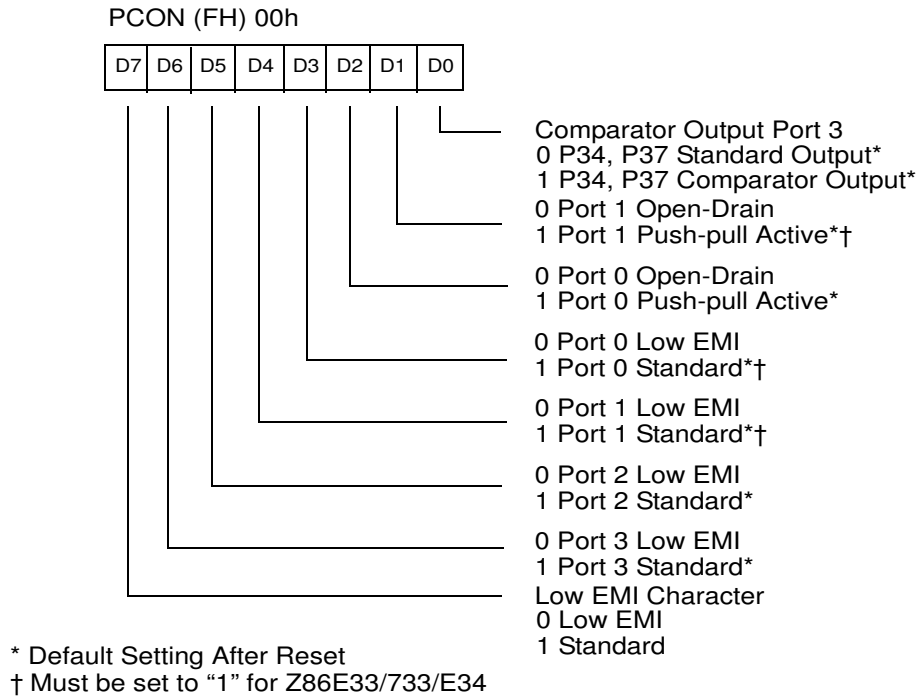 PCON (FH) 00h
D7 D6 D5 D4 D3 D2 D1 D0
Comparator Output Port 3
0 P34, P37 Standard Output*
1 P34, P37 Comparator Output*
0 Port 1 Open-Drain
1 Port 1 Push-pull Active*†
0 Port 0 Open-Drain
1 Port 0 Push-pull Active*
0 Port 0 Low EMI
1 Port 0 Standard*†
0 Port 1 Low EMI
1 Port 1 Standard*†
0 Port 2 Low EMI
1 Port 2 Standard*
0 Port 3 Low EMI
1 Port 3 Standard*
Low EMI Character
0 Low EMI
1 Standard
* Default Setting After Reset
† Must be set to “1” for Z86E33/733/E34